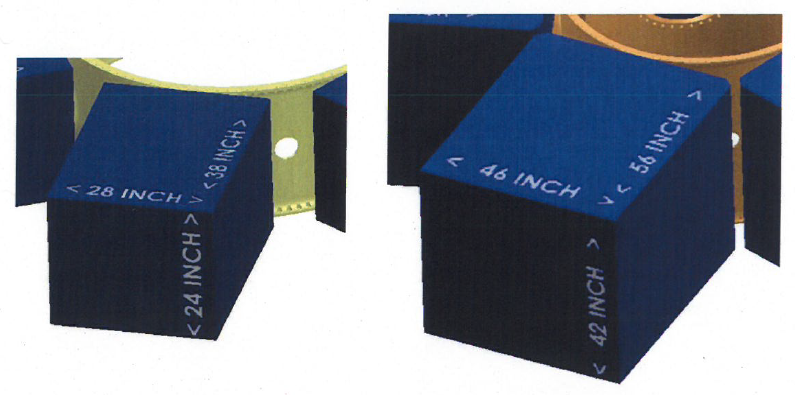 < 28 INCH >
< 38 INCH >
< 24 INCH >
< 46 INCH >
< 56 INCH >
< 42 INCH >